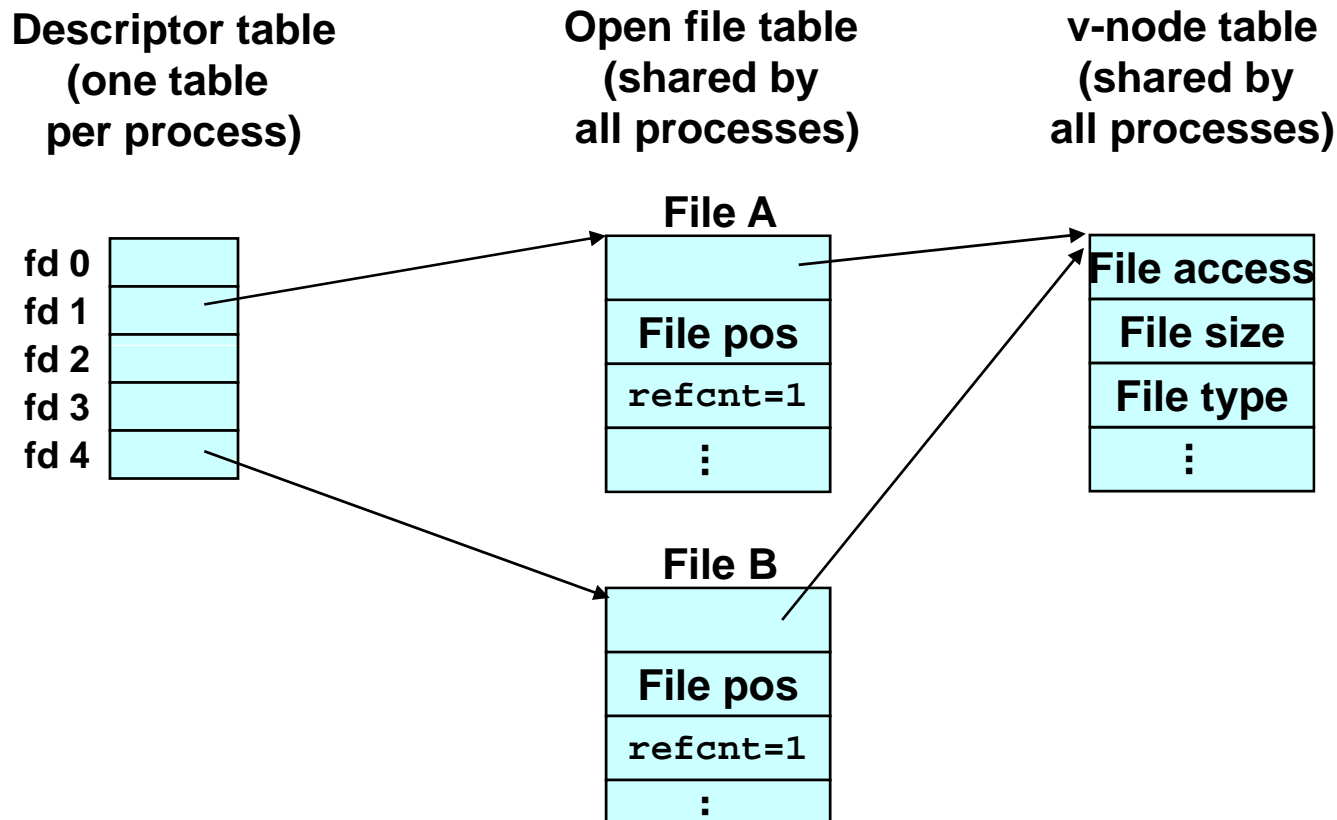 Descriptor table
(one table
per process)
Open file table
(shared by
all processes)
v-node table
(shared by
all processes)
fd 0
fd 1
fd 2
fd 3
fd 4
File A
File pos
refcnt=1
⋮
File B
File pos
refcnt=1
⋮
File access
File size
File type
⋮